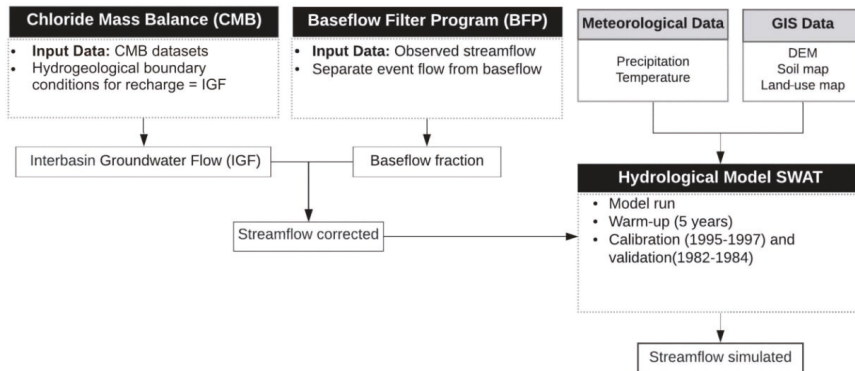 Chloride Mass Balance (CMB)
• Input Data: CMB datasets
• Hydrogeological boundary
conditions for recharge = IGF
Baseflow Filter Program (BFP)
• Input Data: Observed streamflow
• Separate event flow from baseflow
Meteorological Data
Precipitation
Temperature
GIS Data
DEM
Soil map
Land-use map
Interbasin Groundwater Flow (IGF)
Baseflow fraction
Streamflow corrected
Hydrological Model SWAT
• Model run
• Warm-up (5 years)
• Calibration (1995-1997) and
validation(1982-1984)
Streamflow simulated